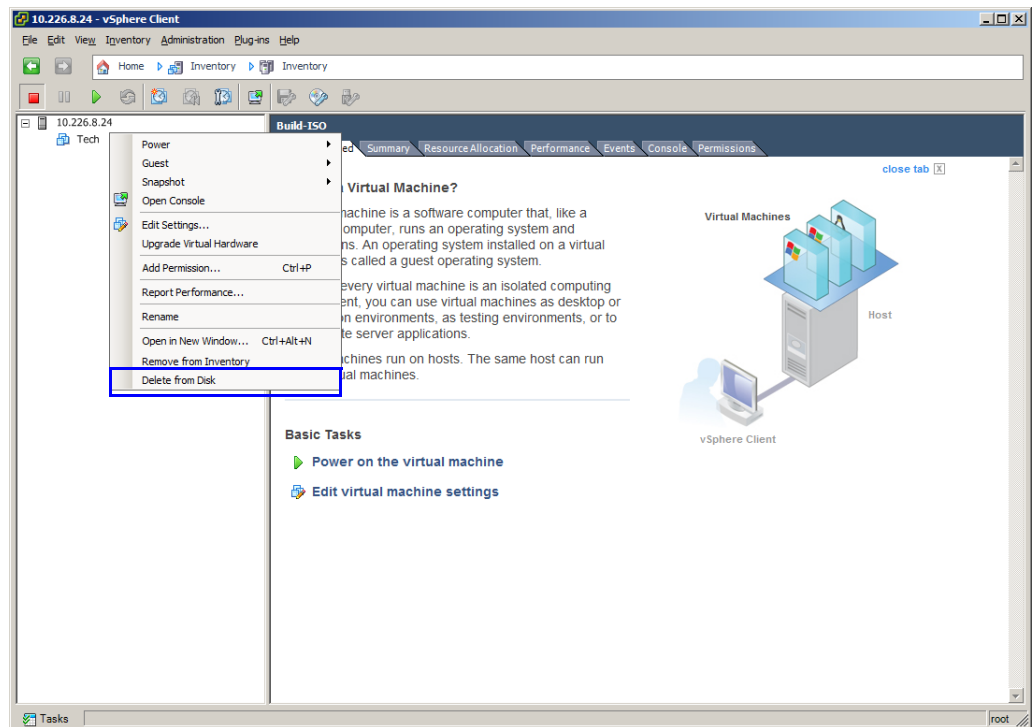 10.226.8.24 - vSphere Client
File Edit View Inventory Administration Plug-ins Help
Home Inventory Inventory
10.226.8.24
Tech
Power
Guest
Snapshot
Open Console
Edit Settings...
Upgrade Virtual Hardware
Add Permission... Ctrl+P
Report Performance...
Rename
Open in New Window... Ctrl+Alt+N
Remove from Inventory
Delete from Disk
Build-ISO
ed Summary Resource Allocation Performance Events Console Permissions
close tab X
Virtual Machine?
achine is a software computer that, like a
omputer, runs an operating system and
ns. An operating system installed on a virtual
s called a guest operating system.
every virtual machine is an isolated computing
ent, you can use virtual machines as desktop or
on environments, as testing environments, or to
te server applications.
achines run on hosts. The same host can run
ual machines.
Virtual Machines
Host
vSphere Client
Basic Tasks
Power on the virtual machine
Edit virtual machine settings
Tasks
root